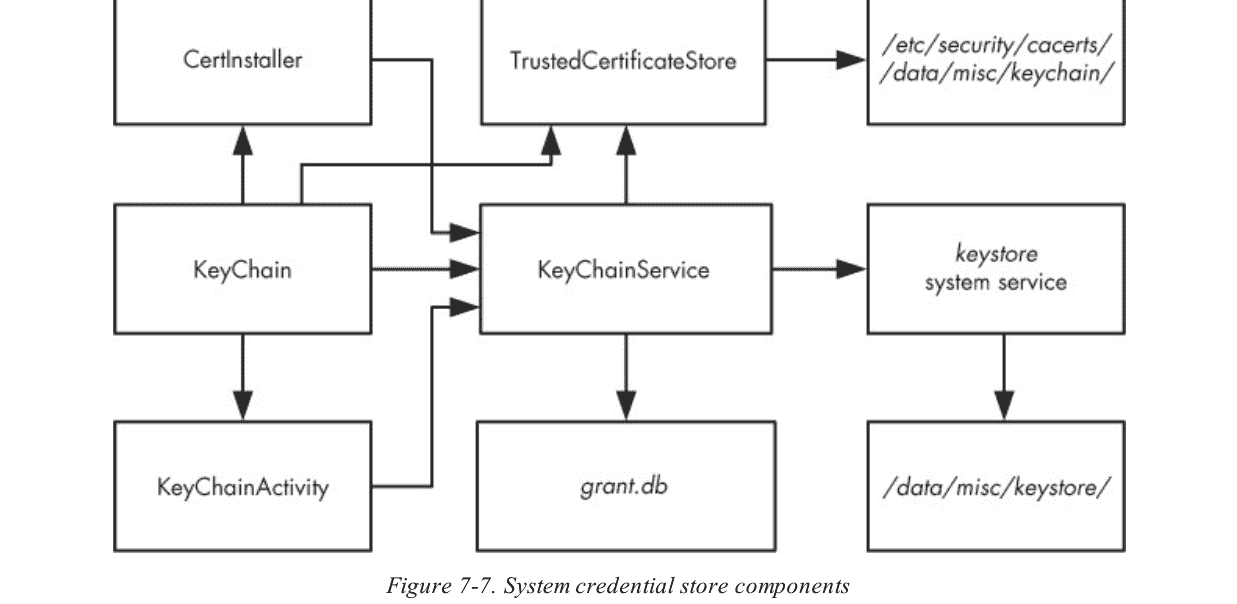 CertInstaller
TrustedCertificateStore
/etc/security/cacerts/
/data/misc/keychain/
KeyChain
KeyChainService
keystore
system service
KeyChainActivity
grant.db
/data/misc/keystore/
Figure 7-7. System credential store components